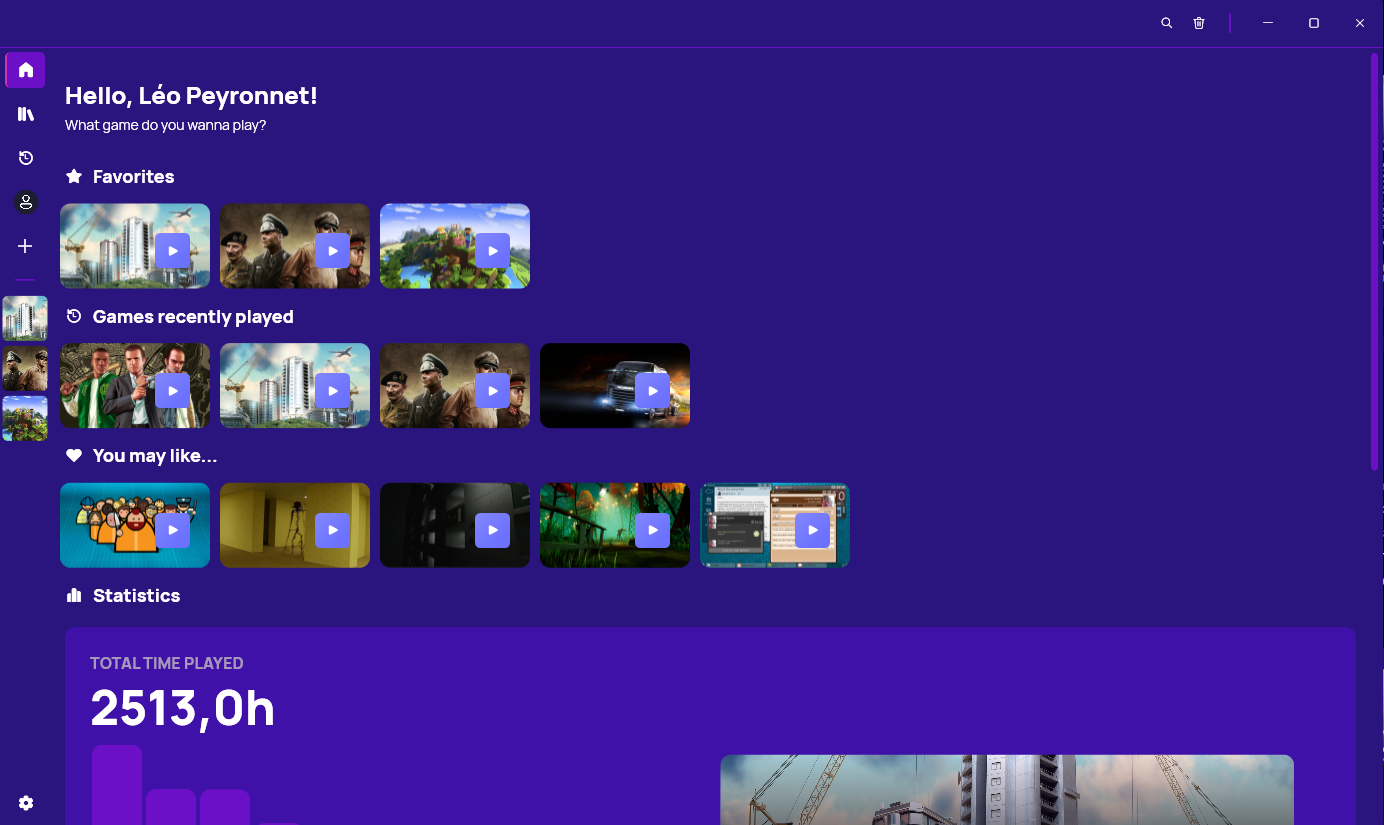 Hello, Léo Peyronnet!
What game do you wanna play?
Favorites
Games recently played
You may like...
Statistics
TOTAL TIME PLAYED
2513,0h